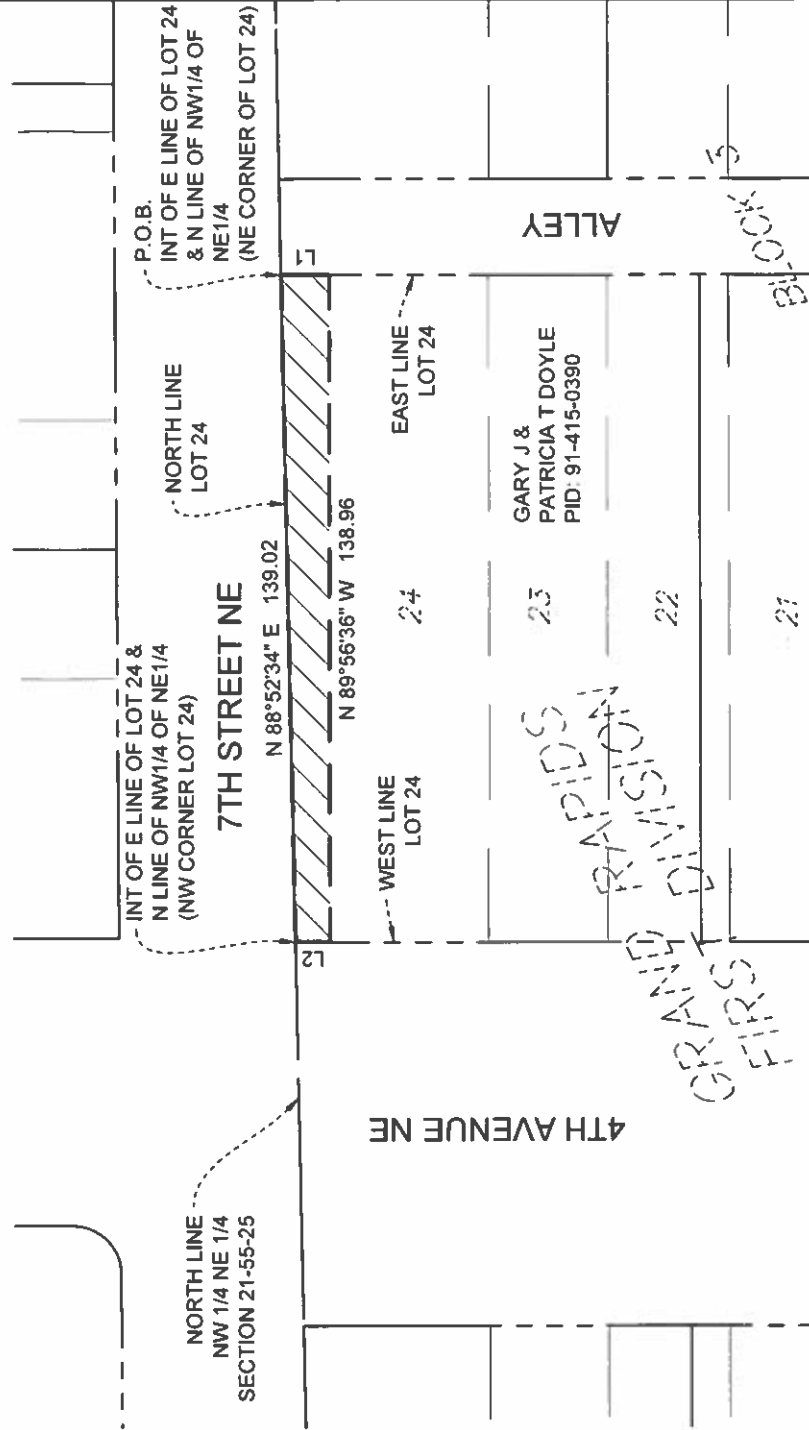 P.O.B.
INT OF E LINE OF LOT 24
& N LINE OF NW1/4 OF
NE1/4
(NE CORNER OF LOT 24)
NORTH LINE
LOT 24
INT OF E LINE OF LOT 24 &
N LINE OF NW1/4 OF NE1/4
(NW CORNER LOT 24)
7TH STREET NE
N 88°52'34" E 139.02
N 89°56'36" W 138.96
L1
L2
NORTH LINE
NW 1/4 NE 1/4
SECTION 21-55-25
WEST LINE
LOT 24
EAST LINE
LOT 24
ALLEY
4TH AVENUE NE
24
GARY J &
PATRICIA T DOYLE
PID: 91-415-0390
23
22
21
GRAND RAPIDS
FIRST DIVISION
BLOCK 3